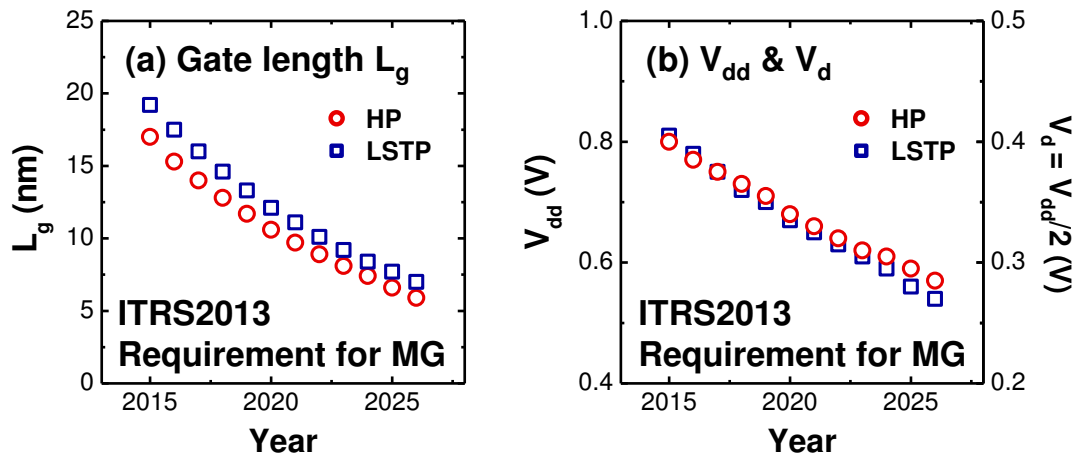 (a) Gate length Lg
HP
LSTP
ITRS2013
Requirement for MG
25
20
15
10
5
0
Lg (nm)
2015 2020 2025
Year
(b) Vdd & Vd
HP
LSTP
ITRS2013
Requirement for MG
1.0
0.8
0.6
0.4
Vdd (V)
0.5
0.4
0.3
0.2
Vd = Vdd/2 (V)
2015 2020 2025
Year